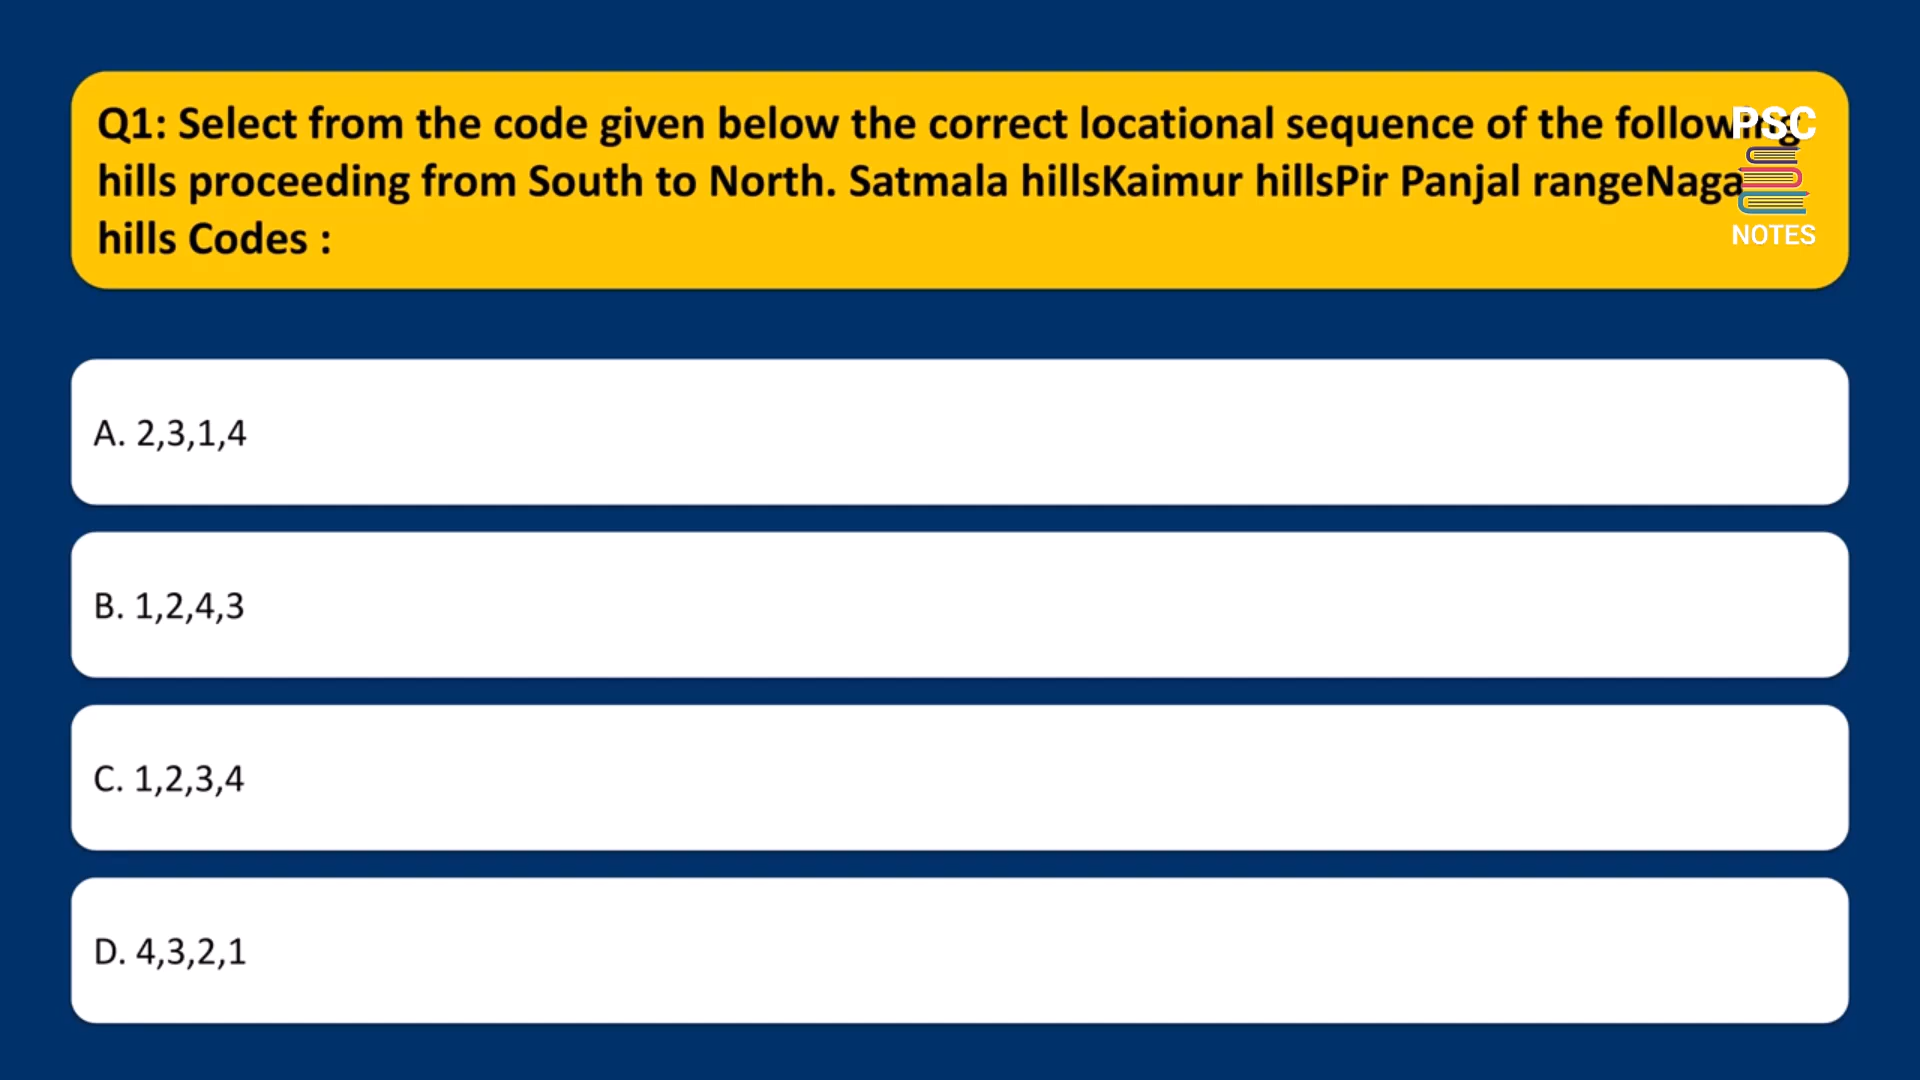 Q1: Select from the code given below the correct locational sequence of the following
hills proceeding from South to North. Satmala hillsKaimur hillsPir Panjal rangeNaga
hills Codes :
PSC
NOTES
A. 2,3,1,4
B. 1,2,4,3
C. 1,2,3,4
D. 4,3,2,1